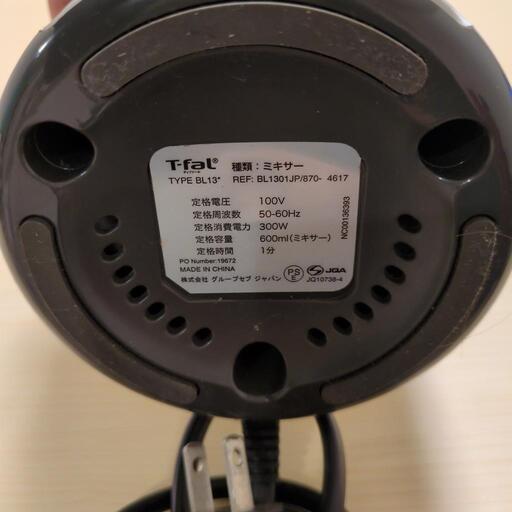 T-fal® 種類：ミキサー
ティファール
TYPE BL13* REF: BL1301JP/870- 4617
定格電圧 100V
定格周波数 50-60Hz
定格消費電力 300W
定格容量 600ml(ミキサー)
定格時間 1分
PO Number:19672
MADE IN CHINA
株式会社 グループセブ ジャパン
PS
E
JQA
JQ10738-4
NC00136393